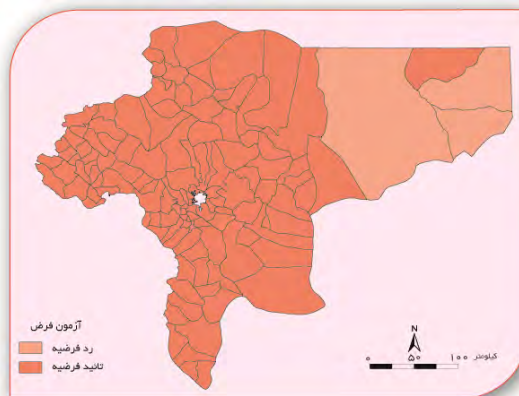 آزمون فرض
رد فرضیه
تائید فرضیه
N
۰ ۵۰ ۱۰۰ کیلومتر